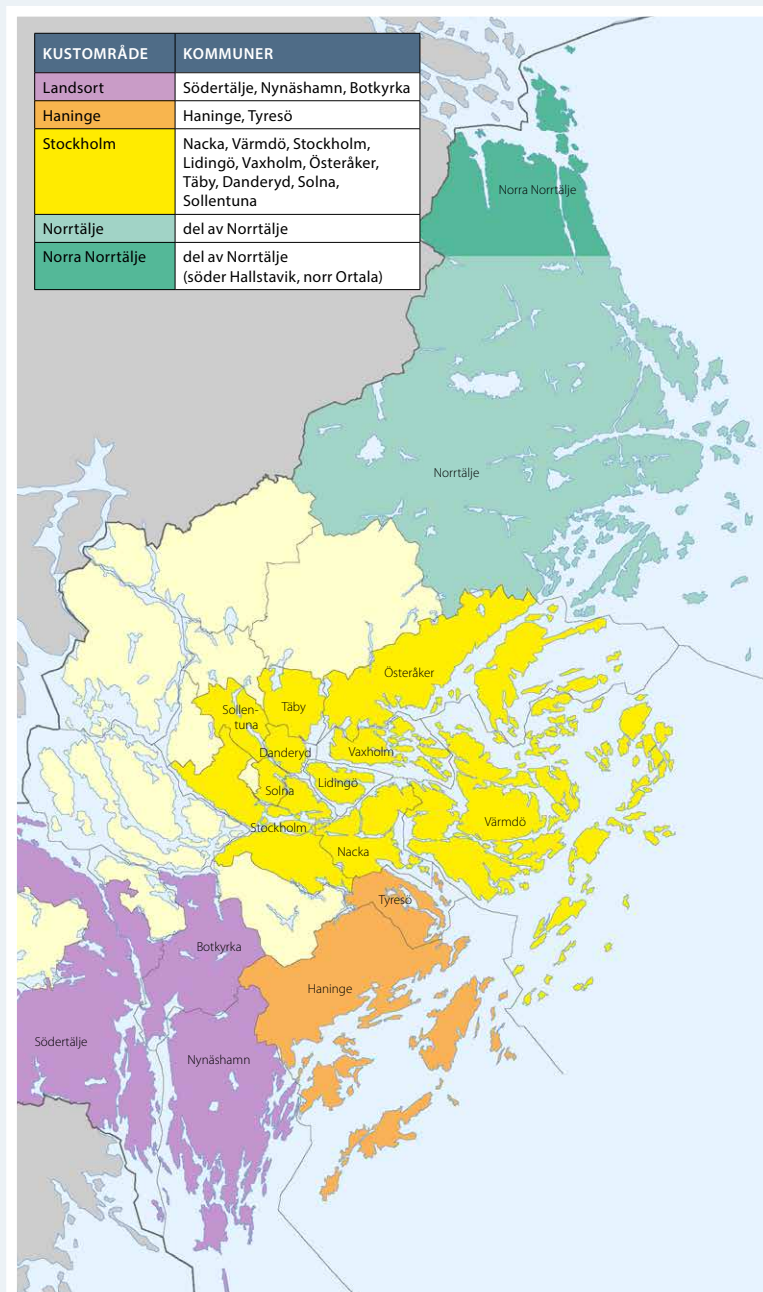 KUSTOMRÅDE KOMMUNER
Landsort Södertälje, Nynäshamn, Botkyrka
Haninge Haninge, Tyresö
Stockholm Nacka, Värmdö, Stockholm,
Lidingö, Vaxholm, Österåker,
Täby, Danderyd, Solna,
Sollentuna
Norrtälje del av Norrtälje
Norra Norrtälje del av Norrtälje
(söder Hallstavik, norr Ortala)
Norra Norrtälje
Norrtälje
Österåker
Täby
Sollen-
tuna
Danderyd
Vaxholm
Lidingö
Solna
Värmdö
Stockholm
Nacka
Tyresö
Botkyrka
Haninge
Södertälje
Nynäshamn